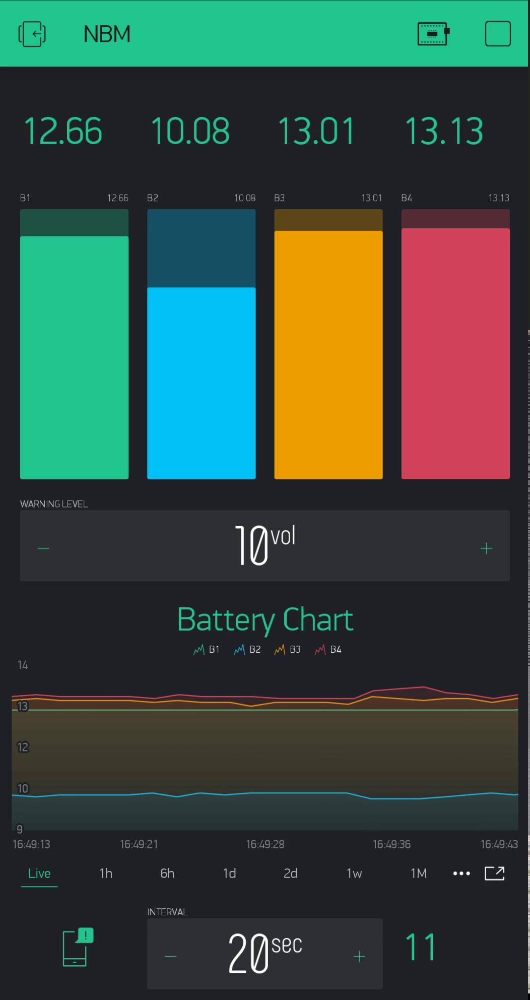 NBM
12.66 10.08 13.01 13.13
B1 12.66 B2 10.08 B3 13.01 B4 13.13
WARNING LEVEL
− 10vol +
Battery Chart
B1 B2 B3 B4
14
13
12
10
9
16:49:13 16:49:21 16:49:28 16:49:36 16:49:43
Live 1h 6h 1d 2d 1w 1M •••
INTERVAL
! − 20sec + 11